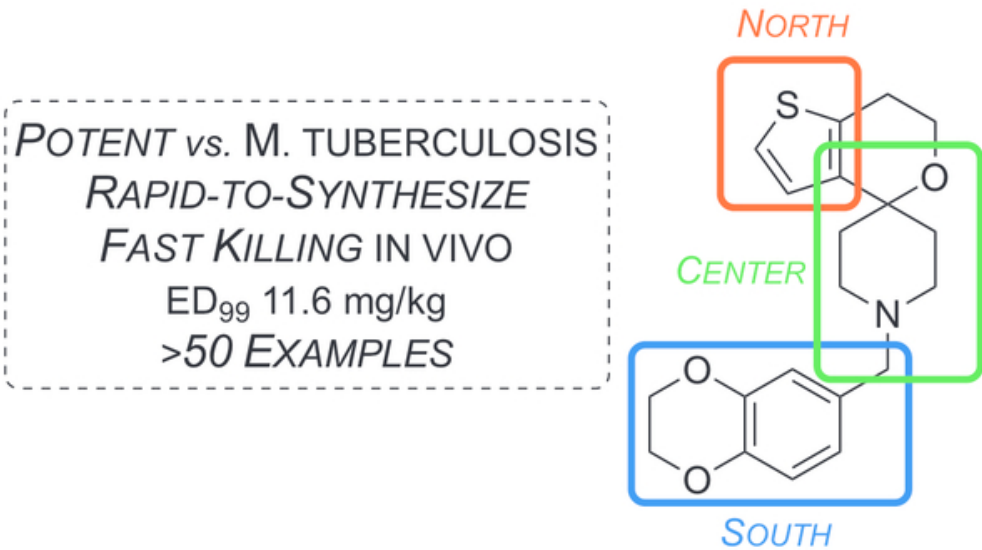 POTENT vs. M. TUBERCULOSIS
RAPID-TO-SYNTHESIZE
FAST KILLING IN VIVO
ED₉₉ 11.6 mg/kg
>50 EXAMPLES
NORTH
S
O
CENTER
N
O
O
SOUTH